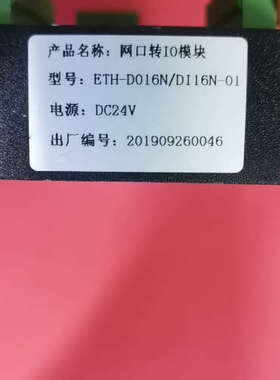 产品名称：网口转IO模块
型号：ETH-DO16N/DI16N-01
电源：DC24V
出厂编号：201909260046